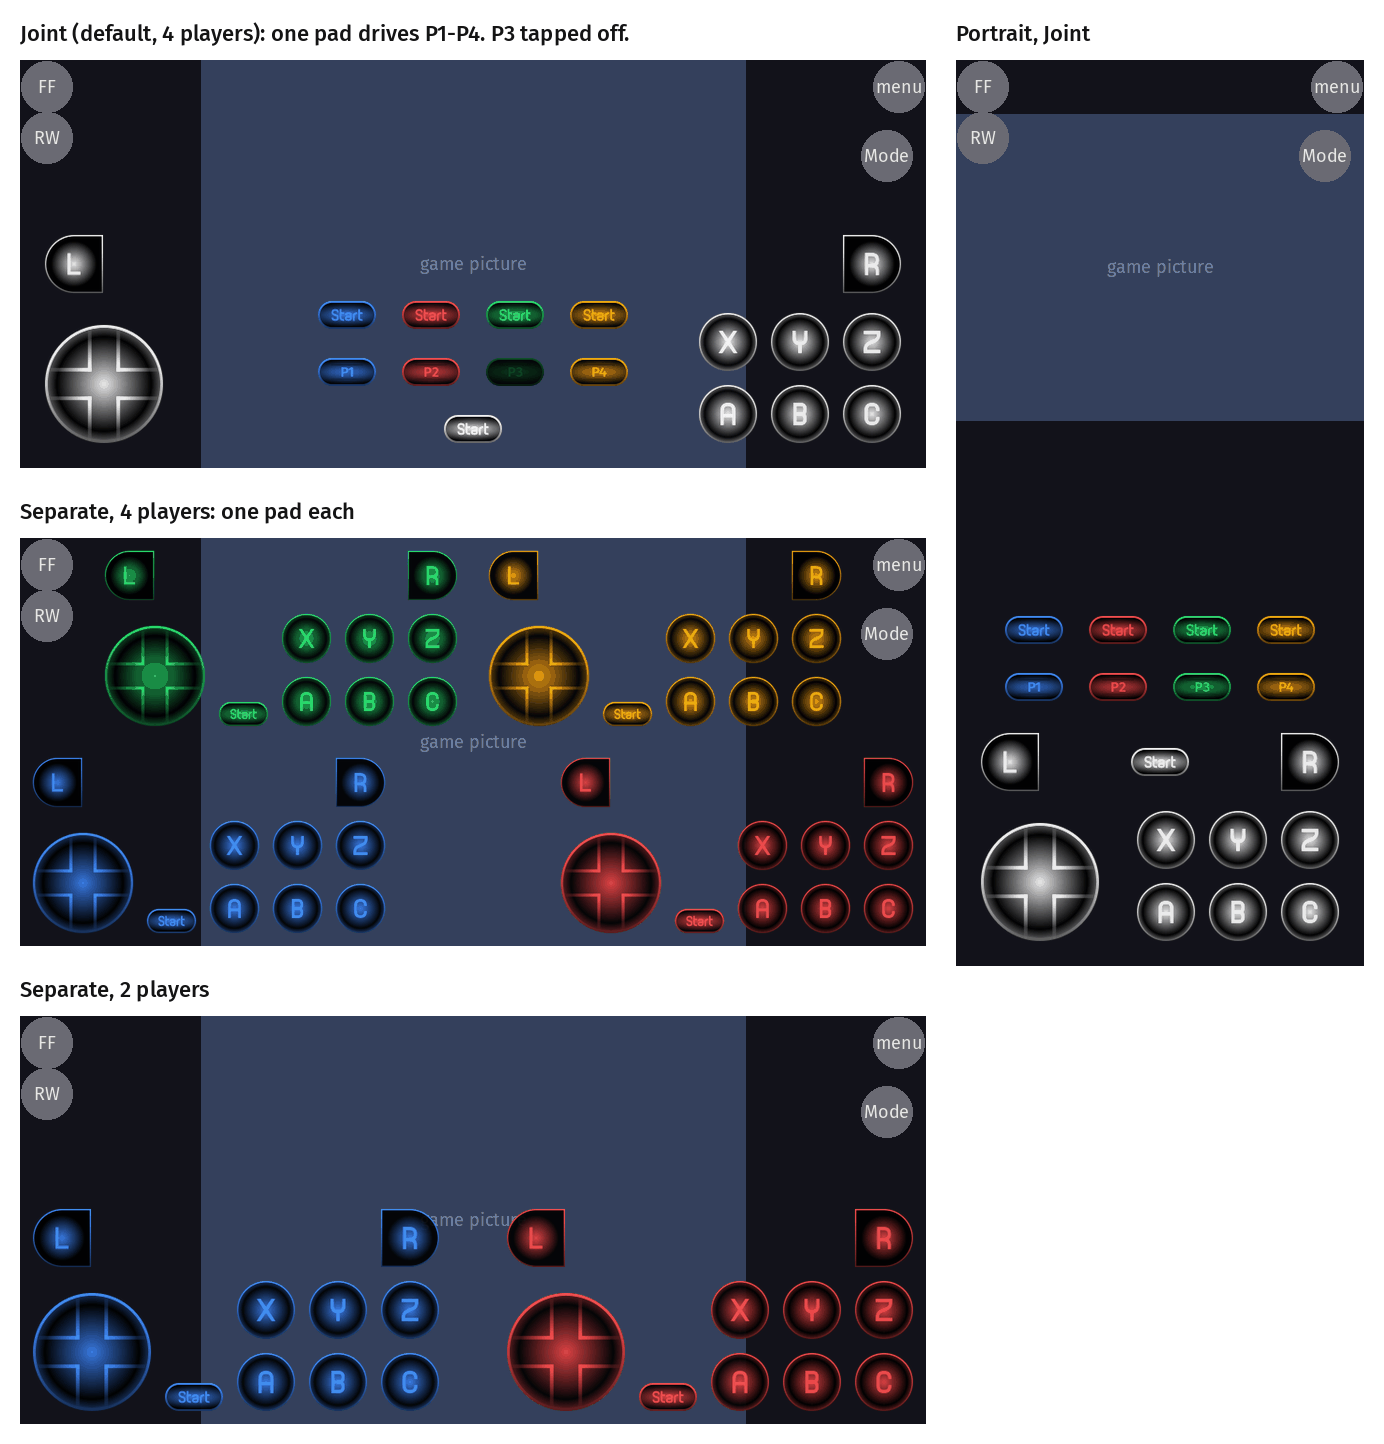 Joint (default, 4 players): one pad drives P1-P4. P3 tapped off.
FF menu
RW Mode
L game picture R
Start Start Start Start
P1 P2 P3 P4
X Y Z
Start
A B C
Separate, 4 players: one pad each
FF L R L R menu
RW X Y Z X Y Z Mode
Start A B C Start A B C
game picture
L R L R
X Y Z X Y Z
Start A B C Start A B C
Separate, 2 players
FF menu
RW Mode
L R ame pictur L R
X Y Z X Y Z
Start A B C Start A B C
Portrait, Joint
FF menu
RW Mode
game picture
Start Start Start Start
P1 P2 P3 P4
L Start R
X Y Z
A B C